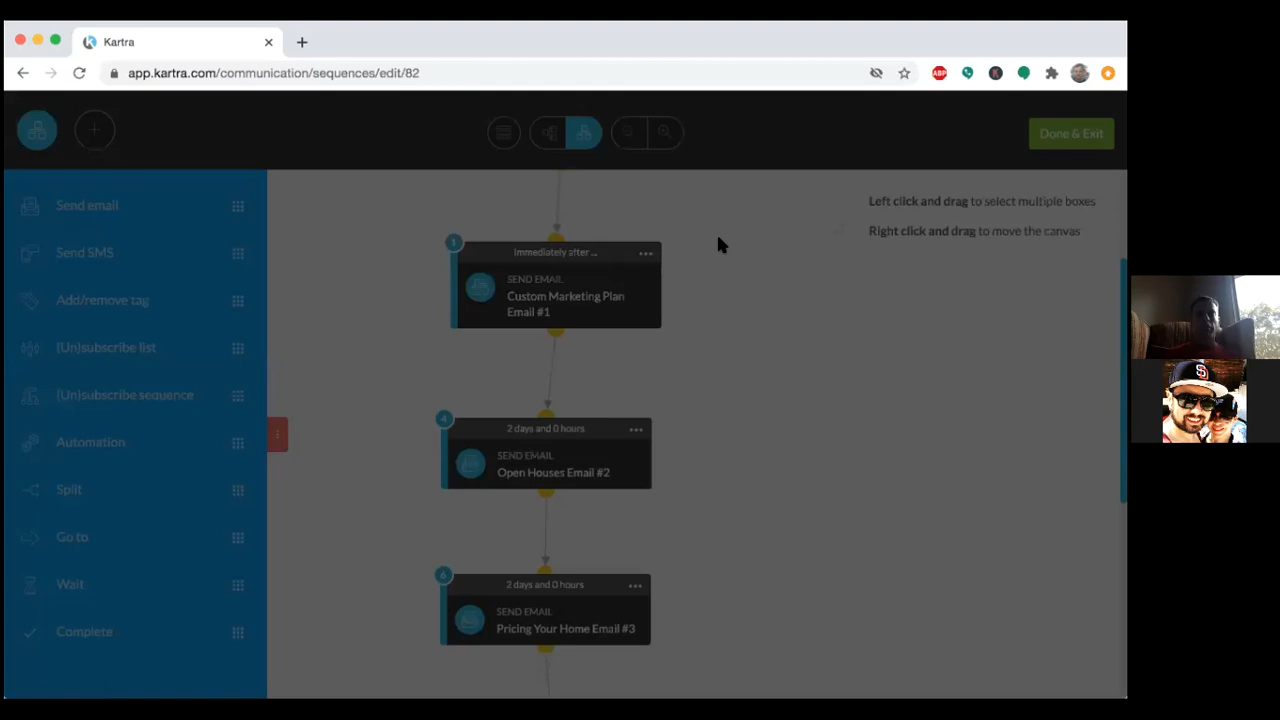 Kartra
app.kartra.com/communication/sequences/edit/82
ABP
K
Done & Exit
Send email
Send SMS
Add/remove tag
(Un)subscribe list
(Un)subscribe sequence
Automation
Split
Go to
Wait
Complete
Left click and drag to select multiple boxes
Right click and drag to move the canvas
1
Immediately after ...
SEND EMAIL
Custom Marketing Plan
Email #1
4
2 days and 0 hours
SEND EMAIL
Open Houses Email #2
6
2 days and 0 hours
SEND EMAIL
Pricing Your Home Email #3